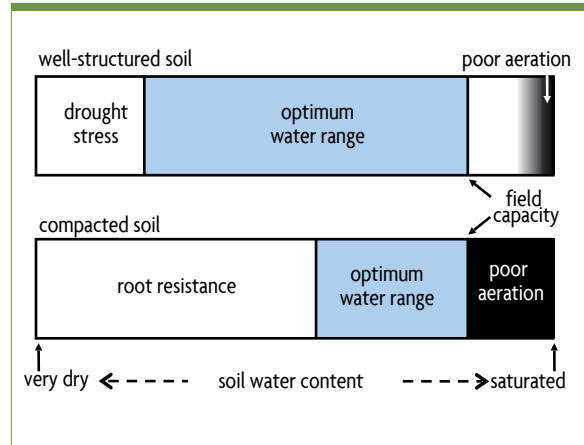 well-structured soil
poor aeration
drought
stress
optimum
water range
field
capacity
compacted soil
root resistance
optimum
water range
poor
aeration
very dry
soil water content
saturated